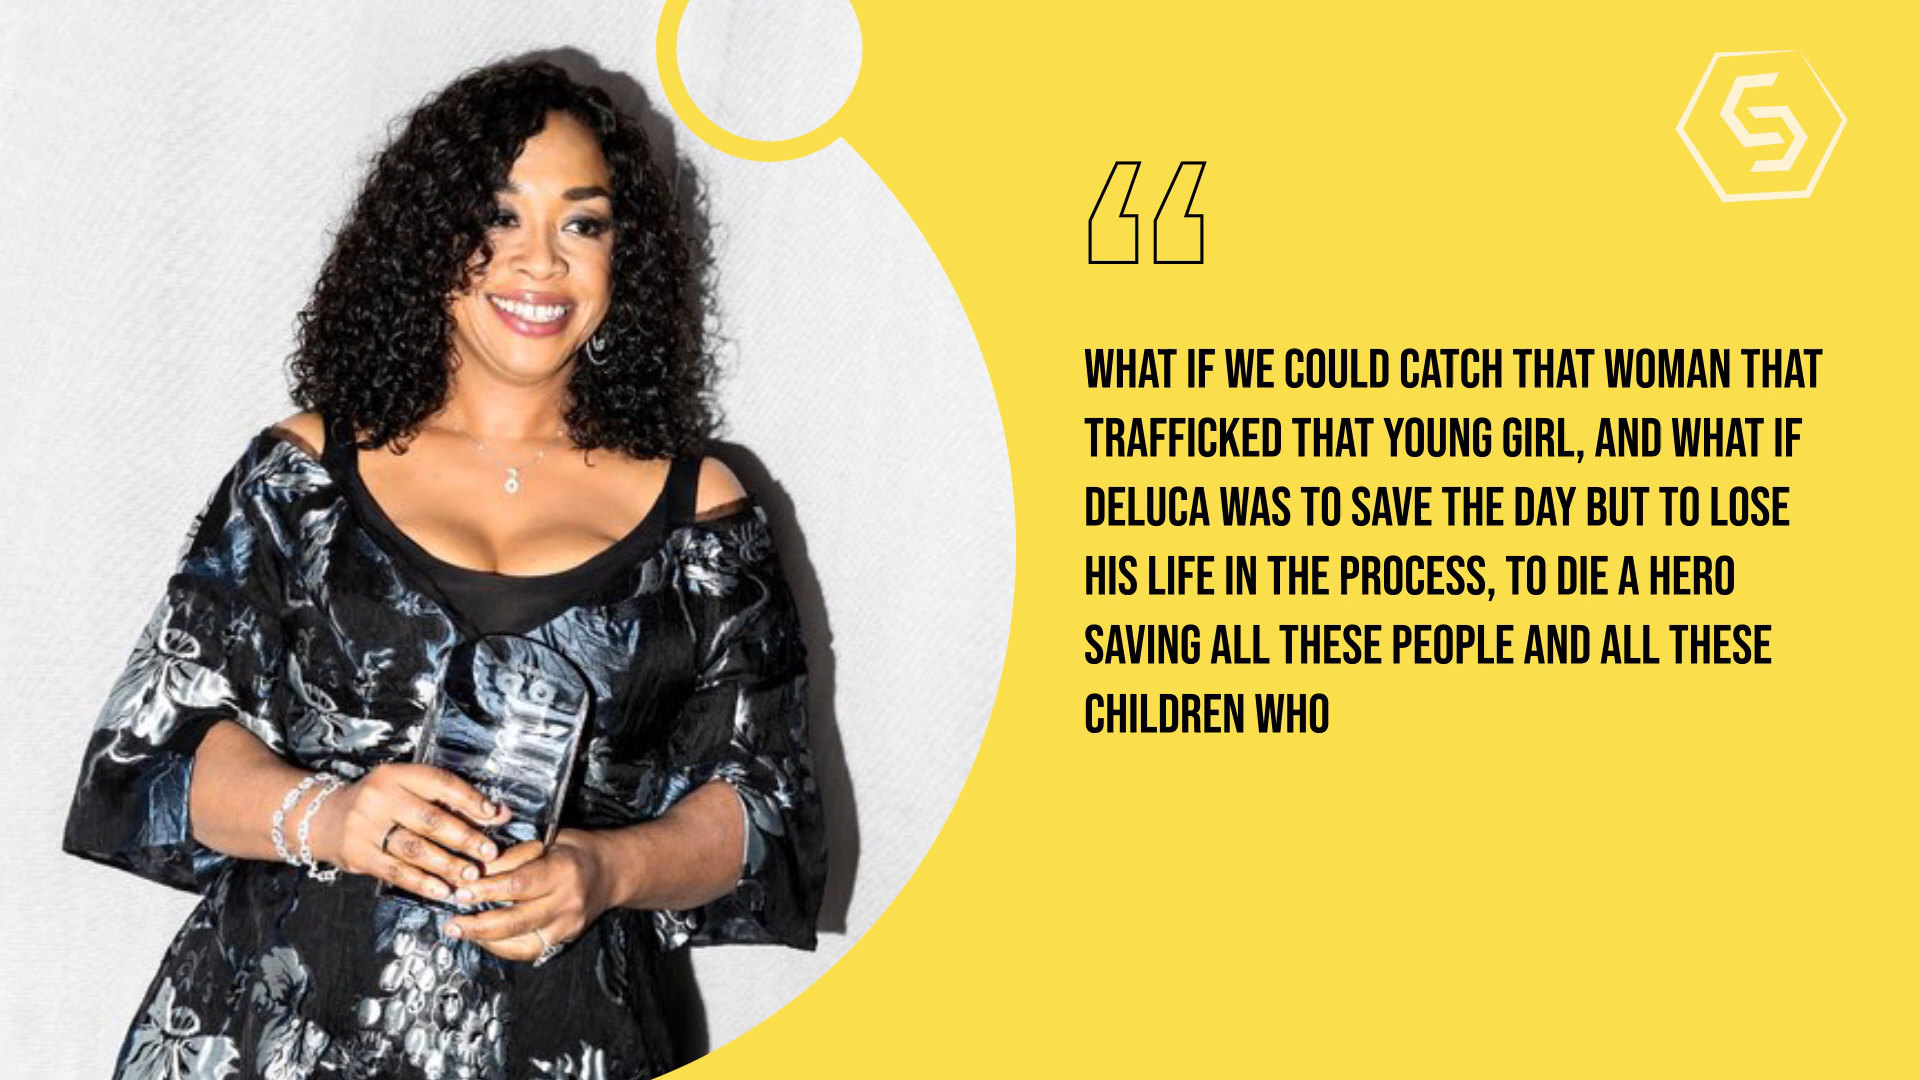 WHAT IF WE COULD CATCH THAT WOMAN THAT
TRAFFICKED THAT YOUNG GIRL, AND WHAT IF
DELUCA WAS TO SAVE THE DAY BUT TO LOSE
HIS LIFE IN THE PROCESS, TO DIE A HERO
SAVING ALL THESE PEOPLE AND ALL THESE
CHILDREN WHO